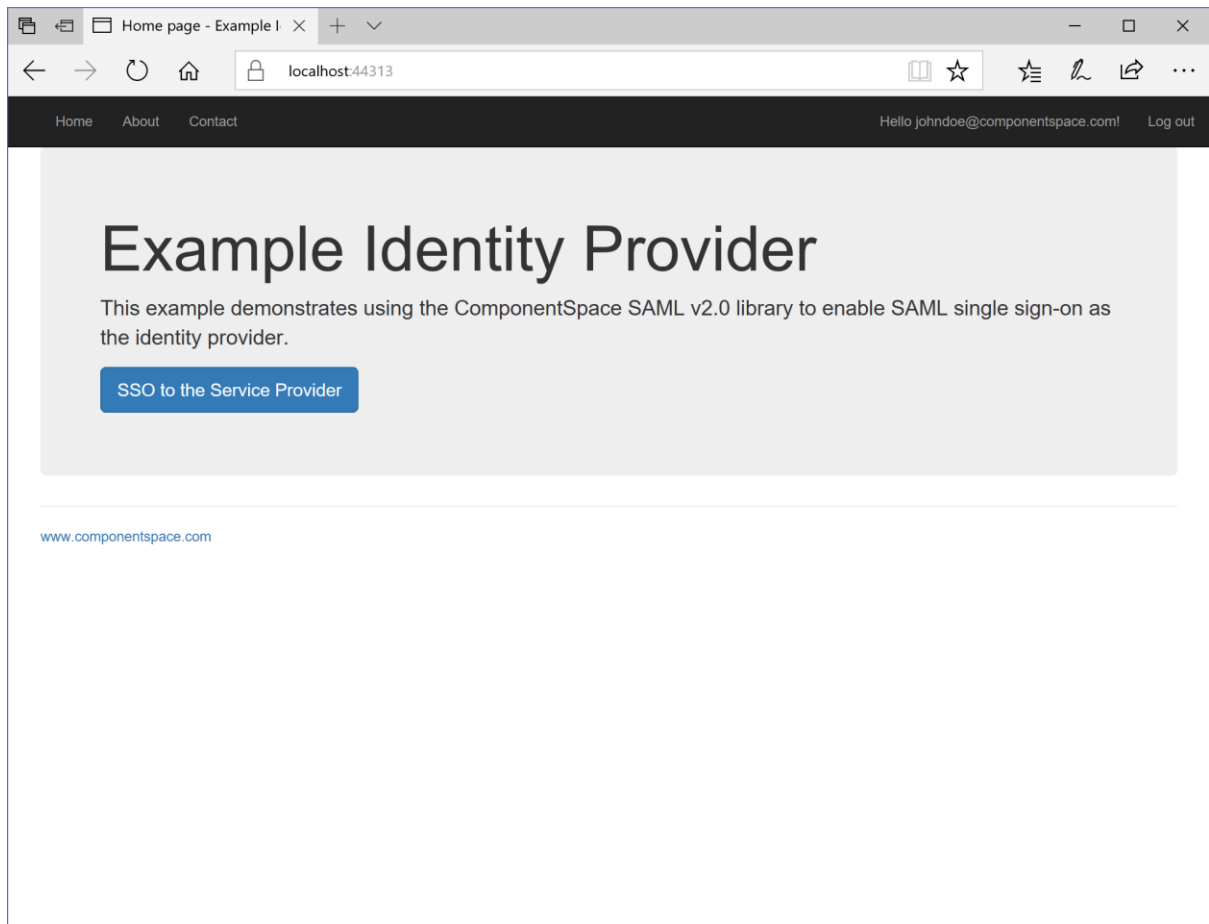 Home page - Example I
localhost:44313
Home About Contact Hello johndoe@componentspace.com! Log out
Example Identity Provider
This example demonstrates using the ComponentSpace SAML v2.0 library to enable SAML single sign-on as
the identity provider.
SSO to the Service Provider
www.componentspace.com